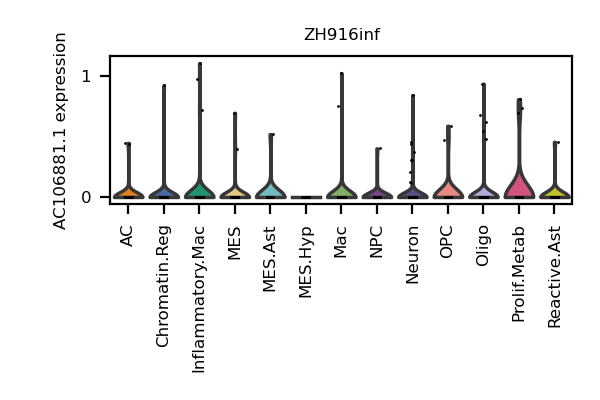 ZH916inf
AC106881.1 expression
1
0
AC
Chromatin.Reg
Inflammatory.Mac
MES
MES.Ast
MES.Hyp
Mac
NPC
Neuron
OPC
Oligo
Prolif.Metab
Reactive.Ast